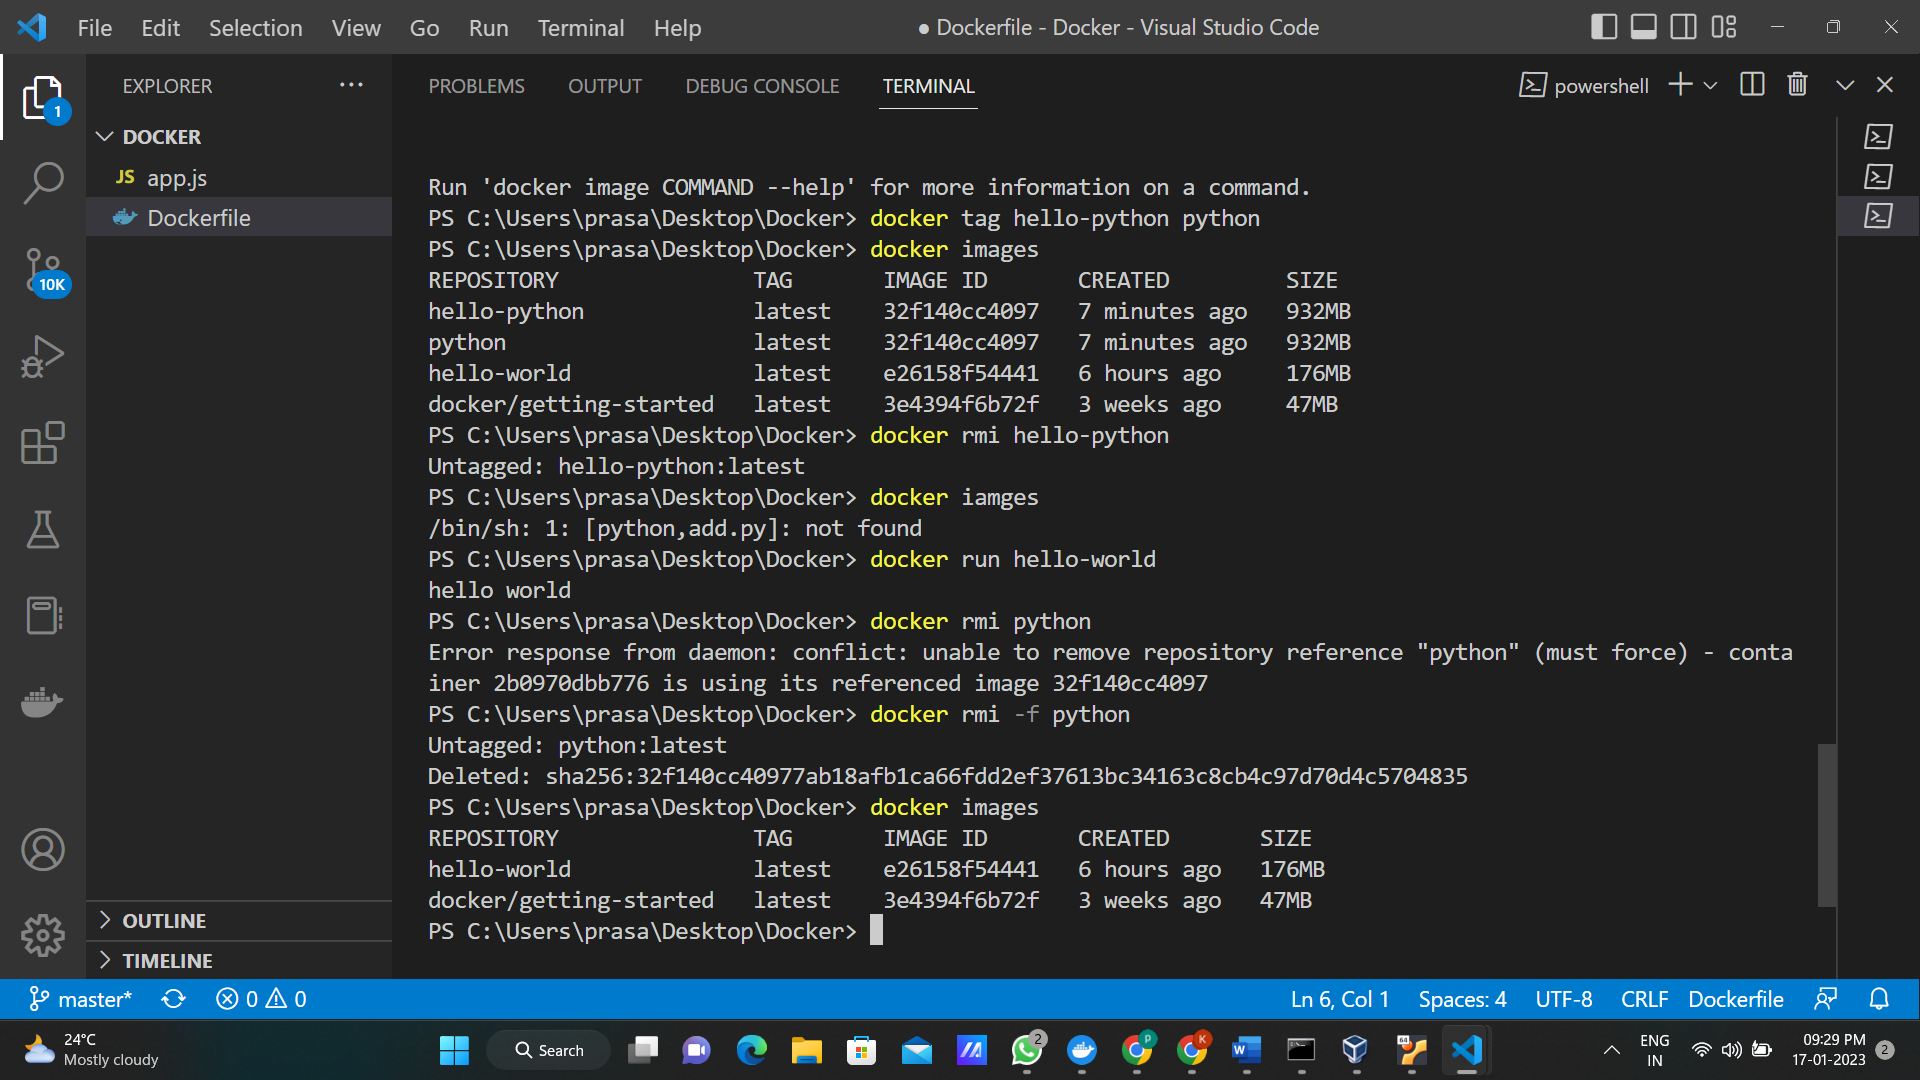 File Edit Selection View Go Run Terminal Help
● Dockerfile - Docker - Visual Studio Code
EXPLORER
PROBLEMS OUTPUT DEBUG CONSOLE TERMINAL
powershell
1
DOCKER
JS app.js
Dockerfile
10K
Run 'docker image COMMAND --help' for more information on a command.
PS C:\Users\prasa\Desktop\Docker> docker tag hello-python python
PS C:\Users\prasa\Desktop\Docker> docker images
REPOSITORY TAG IMAGE ID CREATED SIZE
hello-python latest 32f140cc4097 7 minutes ago 932MB
python latest 32f140cc4097 7 minutes ago 932MB
hello-world latest e26158f54441 6 hours ago 176MB
docker/getting-started latest 3e4394f6b72f 3 weeks ago 47MB
PS C:\Users\prasa\Desktop\Docker> docker rmi hello-python
Untagged: hello-python:latest
PS C:\Users\prasa\Desktop\Docker> docker iamges
/bin/sh: 1: [python,add.py]: not found
PS C:\Users\prasa\Desktop\Docker> docker run hello-world
hello world
PS C:\Users\prasa\Desktop\Docker> docker rmi python
Error response from daemon: conflict: unable to remove repository reference "python" (must force) - conta
iner 2b0970dbb776 is using its referenced image 32f140cc4097
PS C:\Users\prasa\Desktop\Docker> docker rmi -f python
Untagged: python:latest
Deleted: sha256:32f140cc40977ab18afb1ca66fdd2ef37613bc34163c8cb4c97d70d4c5704835
PS C:\Users\prasa\Desktop\Docker> docker images
REPOSITORY TAG IMAGE ID CREATED SIZE
hello-world latest e26158f54441 6 hours ago 176MB
docker/getting-started latest 3e4394f6b72f 3 weeks ago 47MB
PS C:\Users\prasa\Desktop\Docker>
OUTLINE
TIMELINE
master* 0 0
Ln 6, Col 1 Spaces: 4 UTF-8 CRLF Dockerfile
24°C
Mostly cloudy
Search
2
P
K
W
ENG
IN
09:29 PM
17-01-2023
2